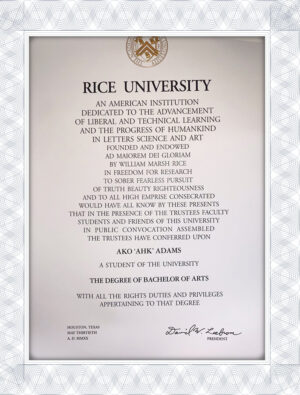 RICE UNIVERSITY
AN AMERICAN INSTITUTION
DEDICATED TO THE ADVANCEMENT
OF LIBERAL AND TECHNICAL LEARNING
AND THE PROGRESS OF HUMANKIND
IN LETTERS SCIENCE AND ART
FOUNDED AND ENDOWED
AD MAIOREM DEI GLORIAM
BY WILLIAM MARSH RICE
IN FREEDOM FOR RESEARCH
TO SOBER FEARLESS PURSUIT
OF TRUTH BEAUTY RIGHTEOUSNESS
AND TO ALL HIGH EMPRISE CONSECRATED
WOULD HAVE ALL KNOW BY THESE PRESENTS
THAT IN THE PRESENCE OF THE TRUSTEES FACULTY
STUDENTS AND FRIENDS OF THIS UNIVERSITY
IN PUBLIC CONVOCATION ASSEMBLED
THE TRUSTEES HAVE CONFERRED UPON
AKO 'AHK' ADAMS
A STUDENT OF THE UNIVERSITY
THE DEGREE OF BACHELOR OF ARTS
WITH ALL THE RIGHTS DUTIES AND PRIVILEGES
APPERTAINING TO THAT DEGREE
HOUSTON, TEXAS
MAY THIRTIETH
A. D. MMXX
David W. Leebron
PRESIDENT